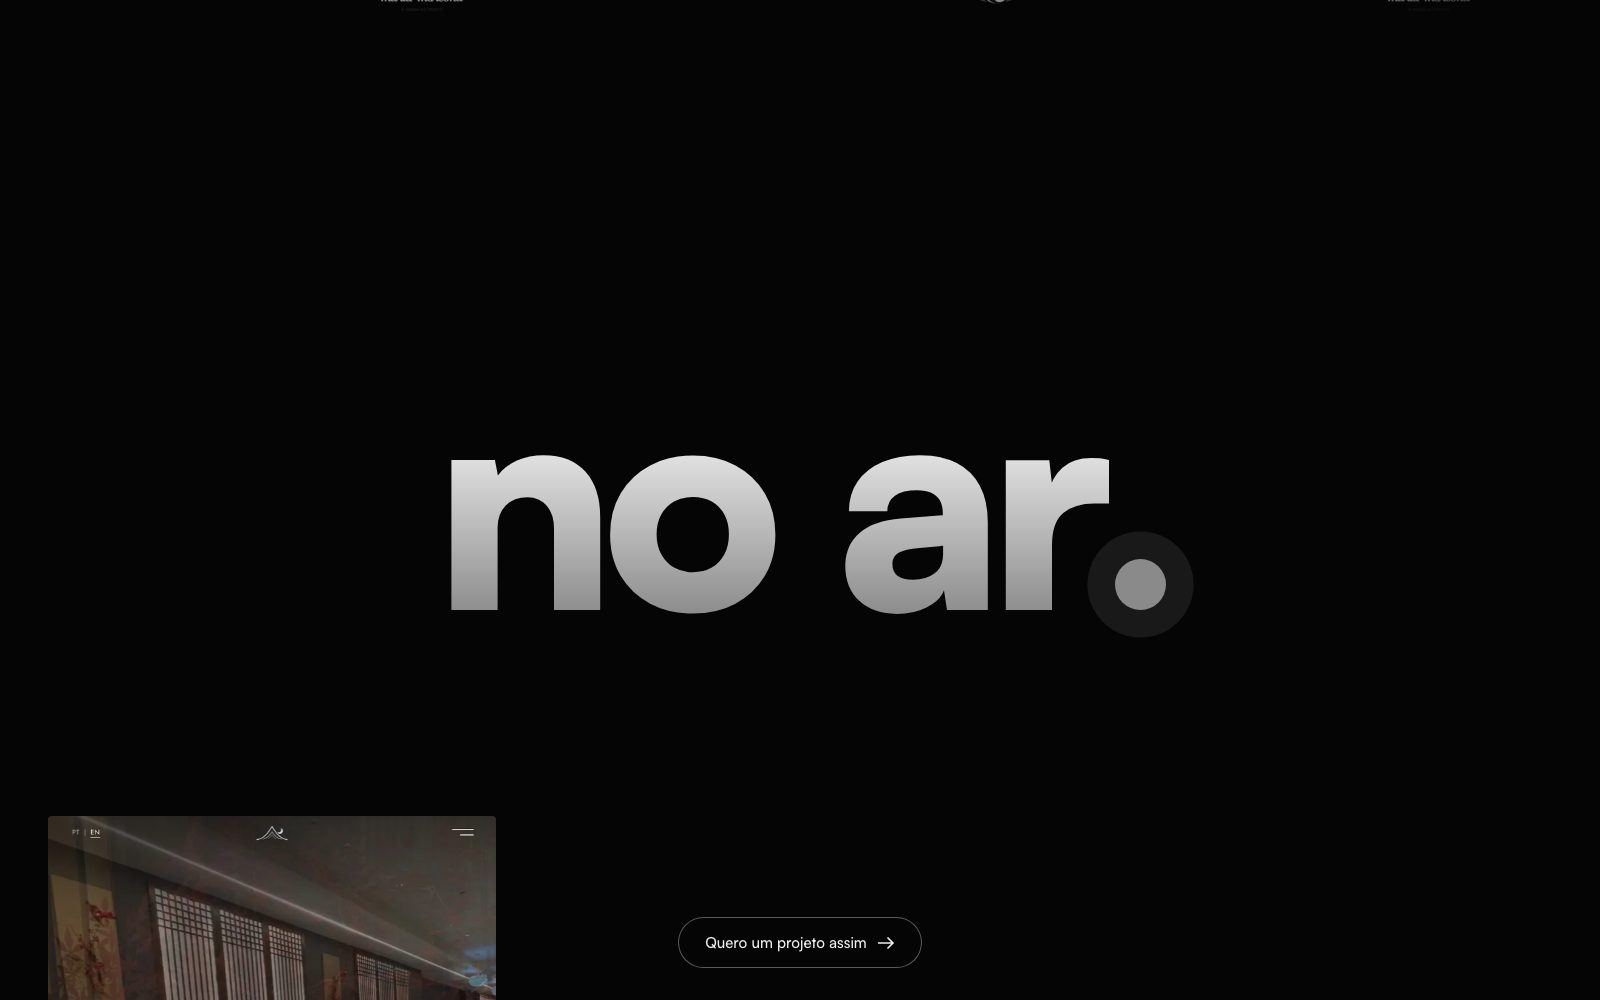 no ar.
PT | EN
Quero um projeto assim →